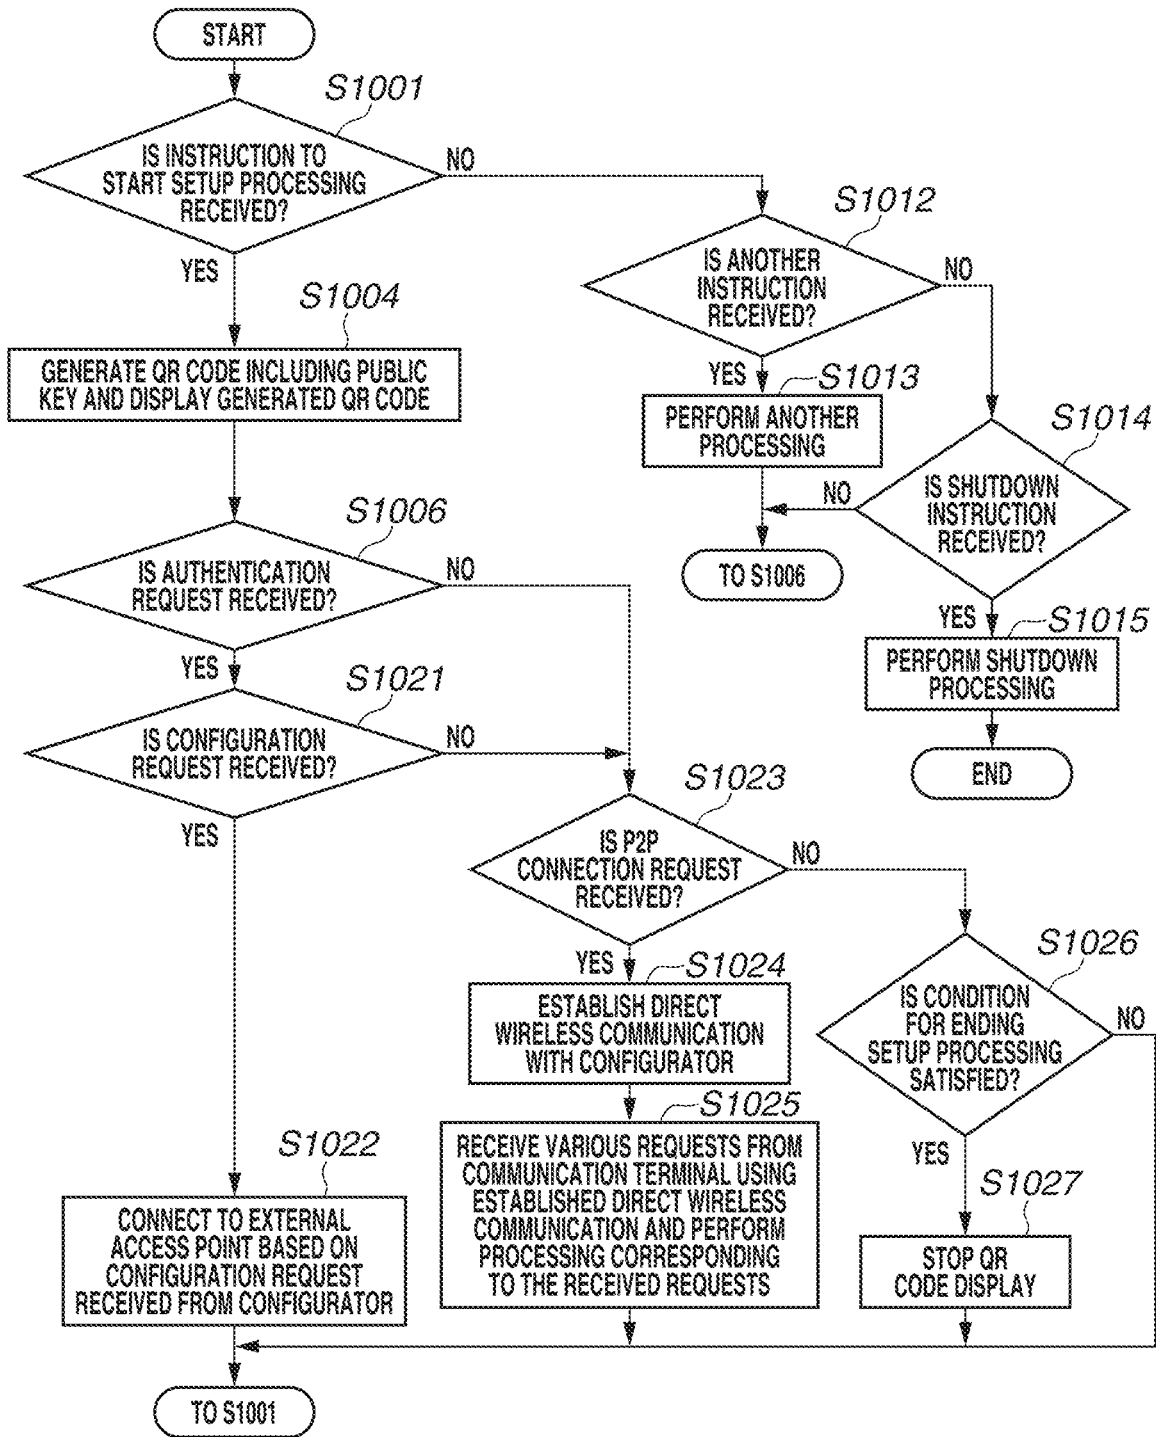 START
S1001
IS INSTRUCTION TO
START SETUP PROCESSING
RECEIVED?
NO
YES
S1012
IS ANOTHER
INSTRUCTION
RECEIVED?
NO
YES
S1004
GENERATE QR CODE INCLUDING PUBLIC
KEY AND DISPLAY GENERATED QR CODE
S1013
PERFORM ANOTHER
PROCESSING
S1014
IS SHUTDOWN
INSTRUCTION
RECEIVED?
NO
YES
TO S1006
S1015
PERFORM SHUTDOWN
PROCESSING
END
S1006
IS AUTHENTICATION
REQUEST RECEIVED?
NO
YES
S1021
IS CONFIGURATION
REQUEST RECEIVED?
NO
YES
S1023
IS P2P
CONNECTION REQUEST
RECEIVED?
NO
YES
S1024
ESTABLISH DIRECT
WIRELESS COMMUNICATION
WITH CONFIGURATOR
S1026
IS CONDITION
FOR ENDING
SETUP PROCESSING
SATISFIED?
NO
YES
S1025
RECEIVE VARIOUS REQUESTS FROM
COMMUNICATION TERMINAL USING
ESTABLISHED DIRECT WIRELESS
COMMUNICATION AND PERFORM
PROCESSING CORRESPONDING
TO THE RECEIVED REQUESTS
S1022
CONNECT TO EXTERNAL
ACCESS POINT BASED ON
CONFIGURATION REQUEST
RECEIVED FROM CONFIGURATOR
S1027
STOP QR
CODE DISPLAY
TO S1001